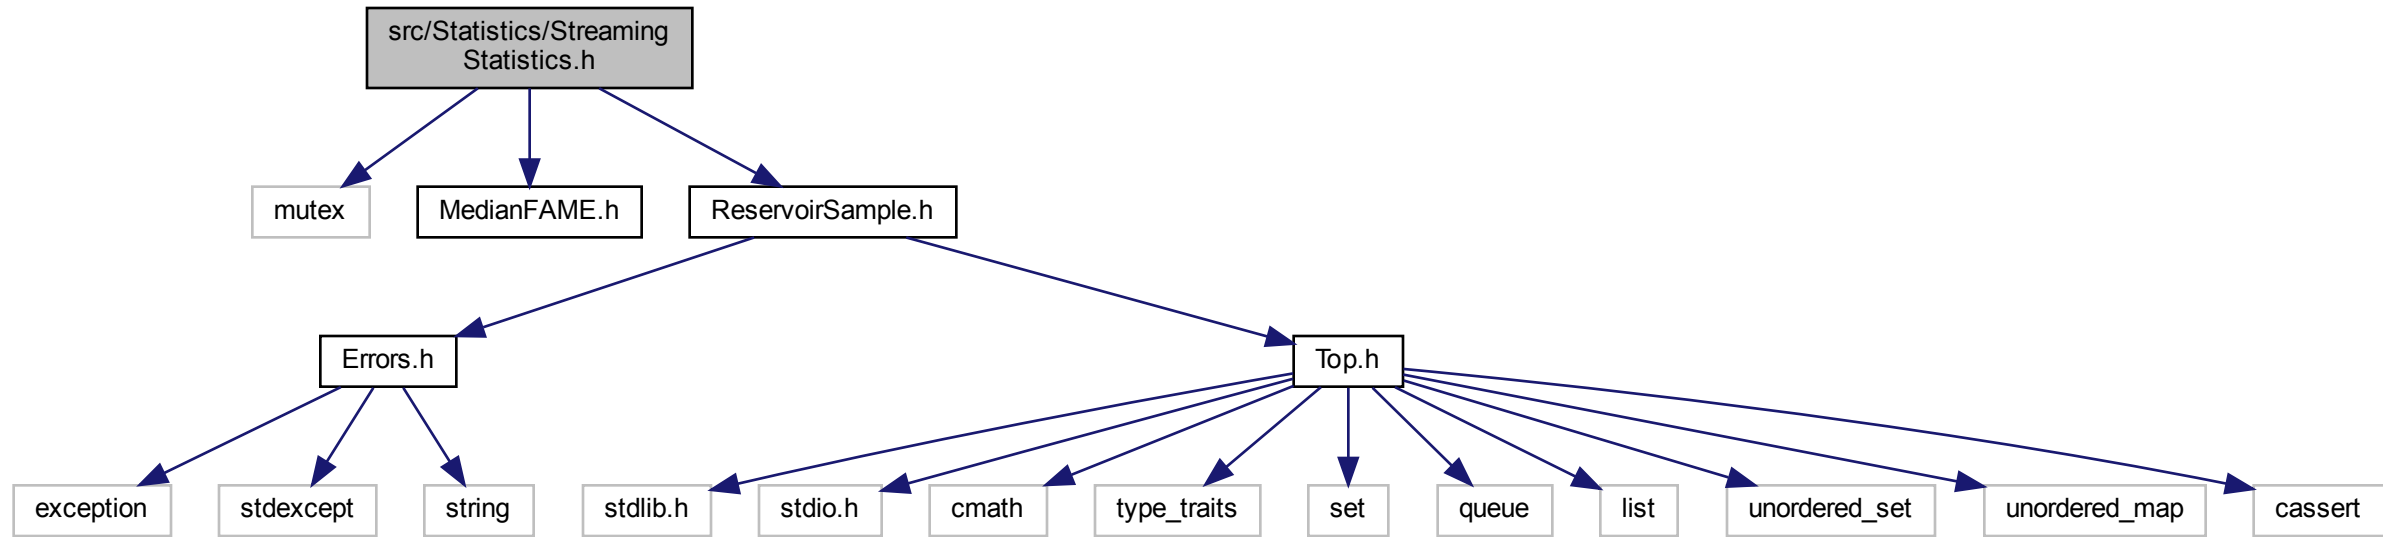 src/Statistics/Streaming
Statistics.h
mutex
MedianFAME.h
ReservoirSample.h
Errors.h
Top.h
exception
stdexcept
string
stdlib.h
stdio.h
cmath
type_traits
set
queue
list
unordered_set
unordered_map
cassert